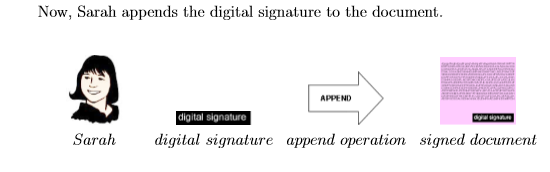 Now, Sarah appends the digital signature to the document.
APPEND
digital signature
digital signature
Sarah digital signature append operation signed document